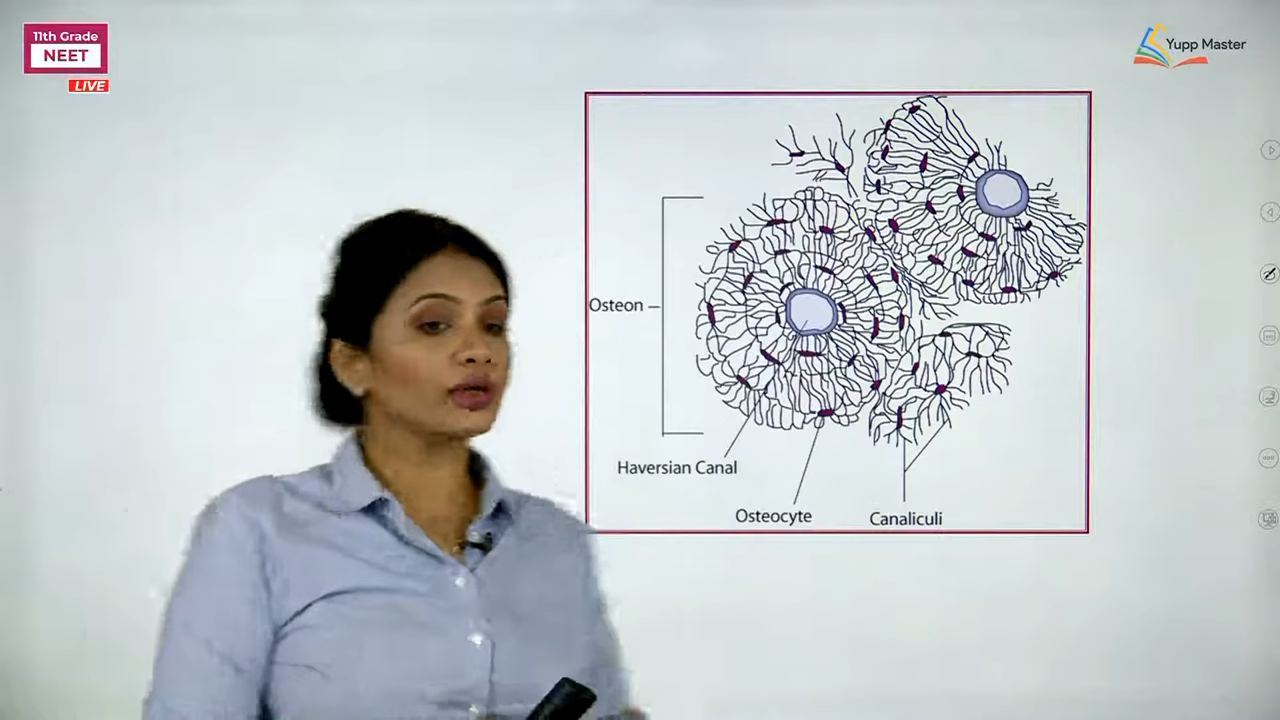 11th Grade
NEET
LIVE
Yupp Master
Osteon
Haversian Canal
Osteocyte
Canaliculi